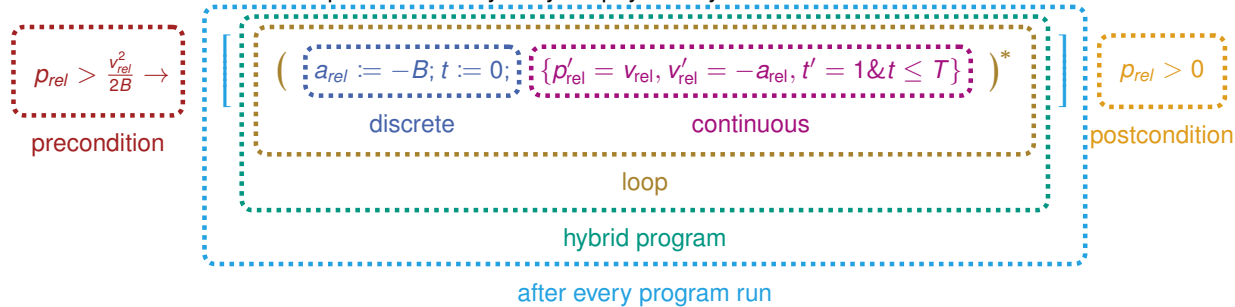 p_rel > v_rel^2 / 2B → [ ( a_rel := −B; t := 0; {p′_rel = v_rel, v′_rel = −a_rel, t′ = 1 & t ≤ T} )* ] p_rel > 0
discrete continuous
precondition postcondition
loop
hybrid program
after every program run